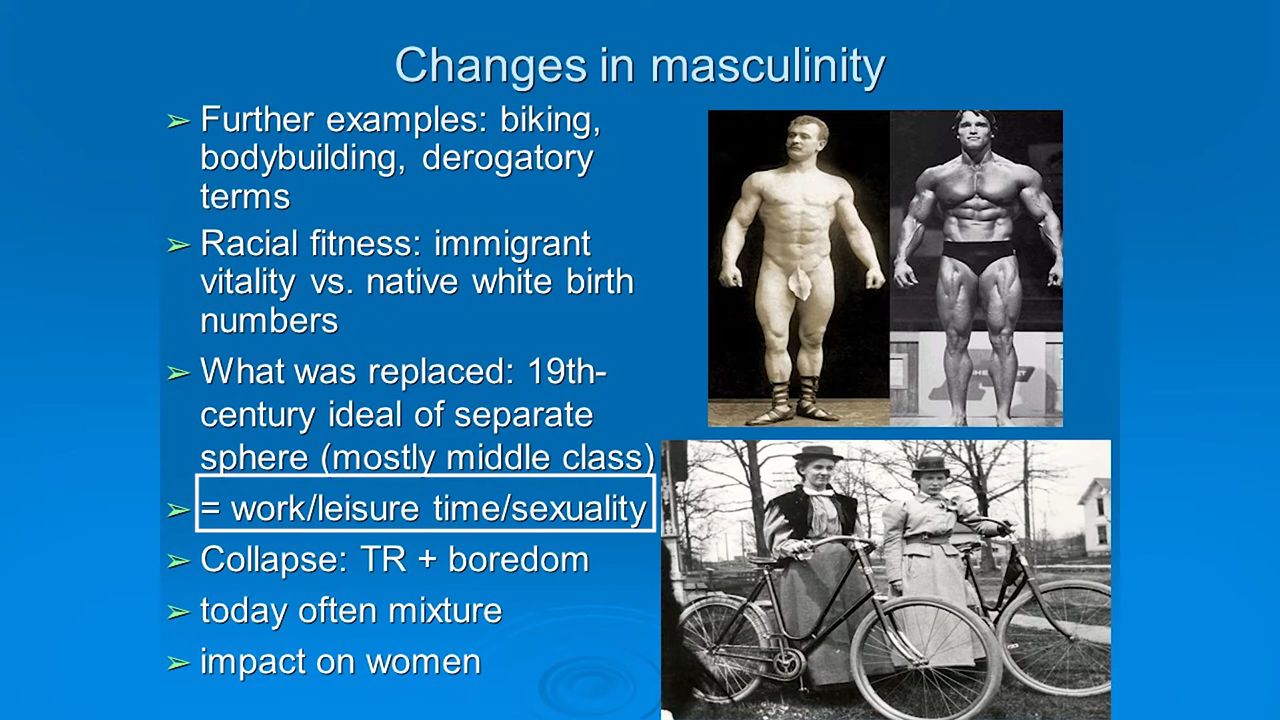 Changes in masculinity
➢ Further examples: biking,
bodybuilding, derogatory
terms
➢ Racial fitness: immigrant
vitality vs. native white birth
numbers
➢ What was replaced: 19th-
century ideal of separate
sphere (mostly middle class)
➢ = work/leisure time/sexuality
➢ Collapse: TR + boredom
➢ today often mixture
➢ impact on women